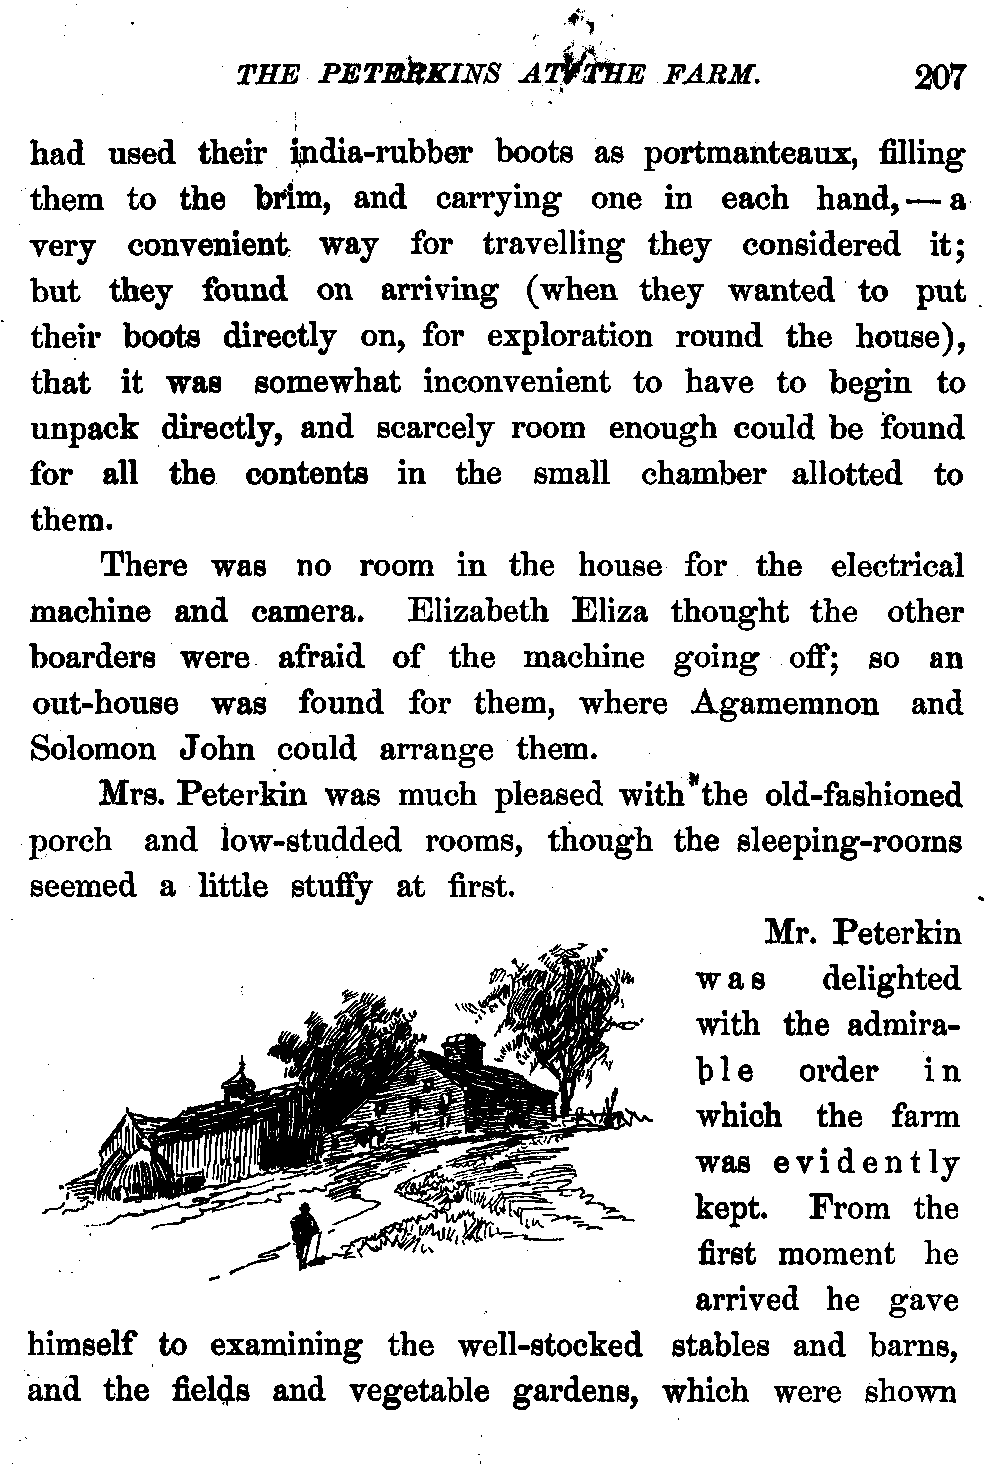 THE PETERKINS AT THE FARM. 207
had used their india-rubber boots as portmanteaux, filling
them to the brim, and carrying one in each hand,—a
very convenient way for travelling they considered it;
but they found on arriving (when they wanted to put
their boots directly on, for exploration round the house),
that it was somewhat inconvenient to have to begin to
unpack directly, and scarcely room enough could be found
for all the contents in the small chamber allotted to
them.
There was no room in the house for the electrical
machine and camera. Elizabeth Eliza thought the other
boarders were afraid of the machine going off; so an
out-house was found for them, where Agamemnon and
Solomon John could arrange them.
Mrs. Peterkin was much pleased with the old-fashioned
porch and low-studded rooms, though the sleeping-rooms
seemed a little stuffy at first.
Mr. Peterkin
was delighted
with the admira-
ble order in
which the farm
was evidently
kept. From the
first moment he
arrived he gave
himself to examining the well-stocked stables and barns,
and the fields and vegetable gardens, which were shown